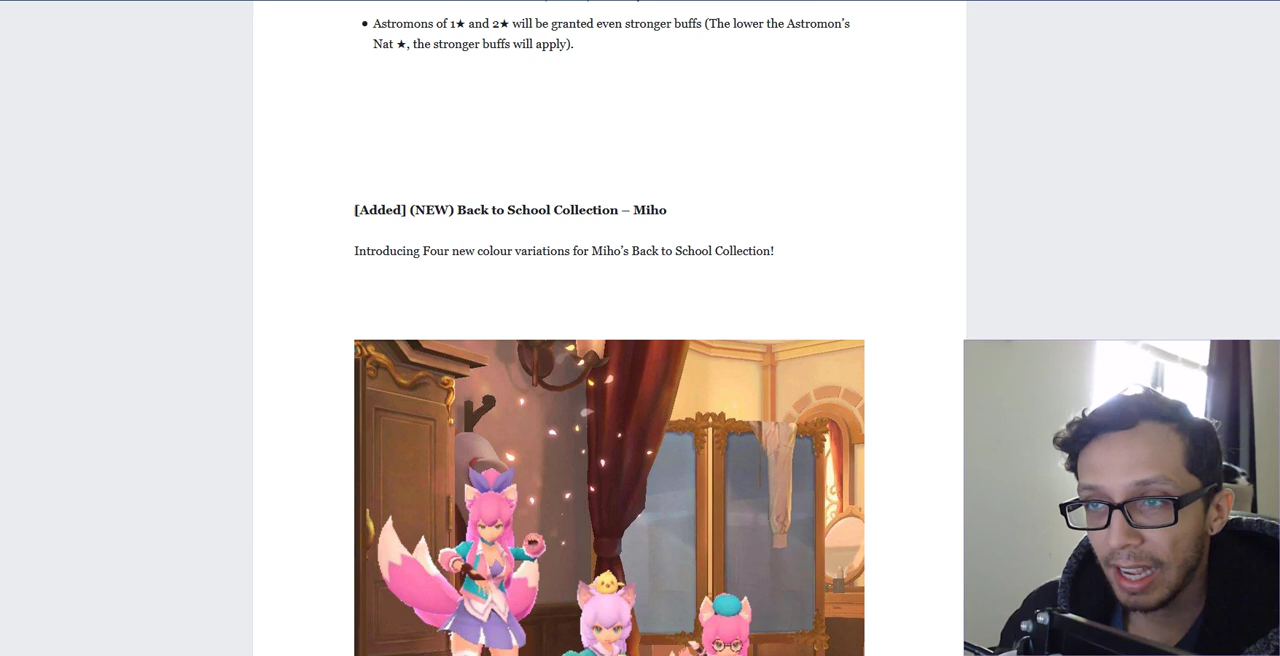 ● Astromons of 1★ and 2★ will be granted even stronger buffs (The lower the Astromon's
Nat ★, the stronger buffs will apply).
[Added] (NEW) Back to School Collection – Miho
Introducing Four new colour variations for Miho's Back to School Collection!